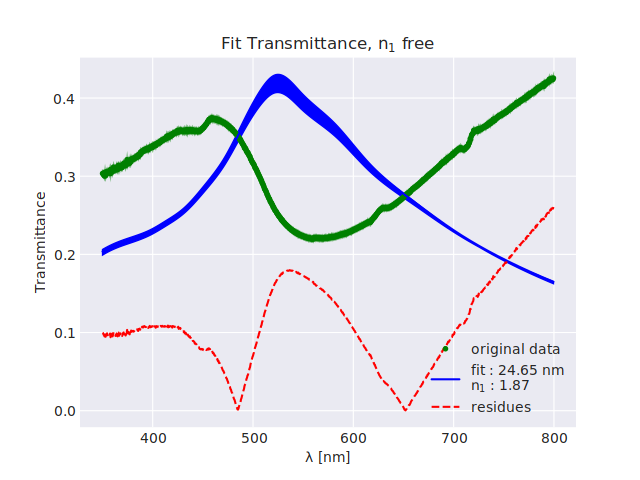 Fit Transmittance, n₁ free
Transmittance
0.4
0.3
0.2
0.1
0.0
400
500
600
700
800
λ [nm]
original data
fit : 24.65 nm
n₁ : 1.87
residues